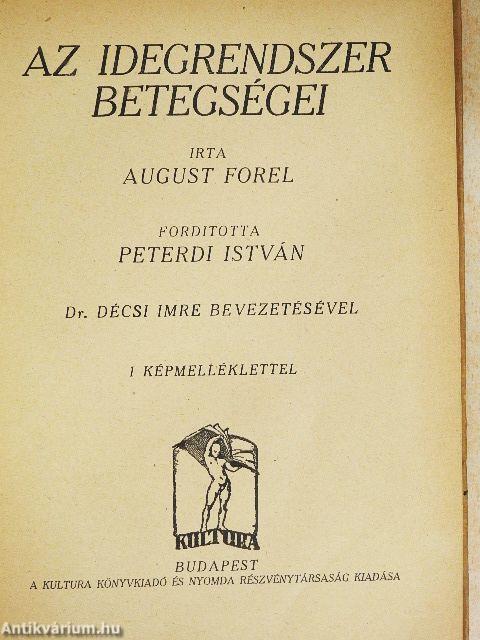 AZ IDEGRENDSZER
BETEGSÉGEI
IRTA
AUGUST FOREL
FORDITOTTA
PETERDI ISTVÁN
Dr. DÉCSI IMRE BEVEZETÉSÉVEL
1 KÉPMELLÉKLETTEL
KULTURA
BUDAPEST
A KULTURA KÖNYVKIADÓ ÉS NYOMDA RÉSZVÉNYTÁRSASÁG KIADÁSA
Antikvárium.hu